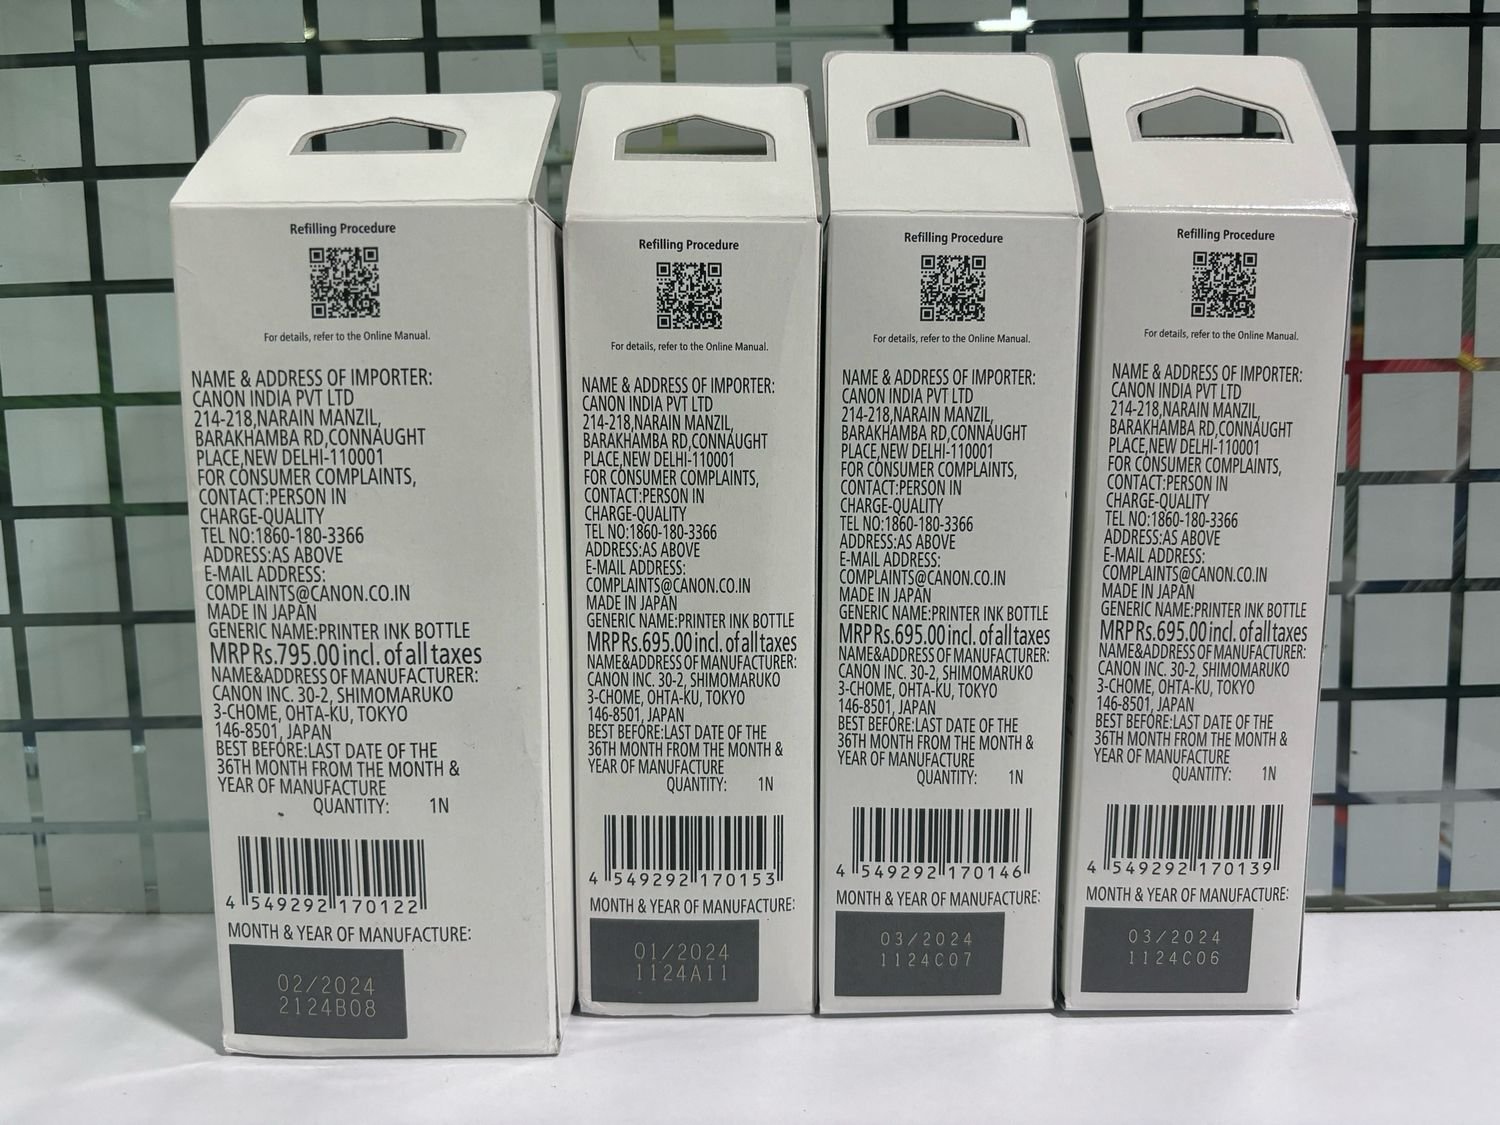 Refilling Procedure
For details, refer to the Online Manual.
NAME & ADDRESS OF IMPORTER:
CANON INDIA PVT LTD
214-218,NARAIN MANZIL,
BARAKHAMBA RD,CONNAUGHT
PLACE,NEW DELHI-110001
FOR CONSUMER COMPLAINTS,
CONTACT:PERSON IN
CHARGE-QUALITY
TEL NO:1860-180-3366
ADDRESS:AS ABOVE
E-MAIL ADDRESS:
COMPLAINTS@CANON.CO.IN
MADE IN JAPAN
GENERIC NAME:PRINTER INK BOTTLE
MRP Rs.795.00 incl. of all taxes
NAME&ADDRESS OF MANUFACTURER:
CANON INC. 30-2, SHIMOMARUKO
3-CHOME, OHTA-KU, TOKYO
146-8501, JAPAN
BEST BEFORE:LAST DATE OF THE
36TH MONTH FROM THE MONTH &
YEAR OF MANUFACTURE
QUANTITY: 1N
4 549292 170122
MONTH & YEAR OF MANUFACTURE:
02/2024
2124B08
Refilling Procedure
For details, refer to the Online Manual.
NAME & ADDRESS OF IMPORTER:
CANON INDIA PVT LTD
214-218,NARAIN MANZIL,
BARAKHAMBA RD,CONNAUGHT
PLACE,NEW DELHI-110001
FOR CONSUMER COMPLAINTS,
CONTACT:PERSON IN
CHARGE-QUALITY
TEL NO:1860-180-3366
ADDRESS:AS ABOVE
E-MAIL ADDRESS:
COMPLAINTS@CANON.CO.IN
MADE IN JAPAN
GENERIC NAME:PRINTER INK BOTTLE
MRP Rs.695.00 incl. of all taxes
NAME&ADDRESS OF MANUFACTURER:
CANON INC. 30-2, SHIMOMARUKO
3-CHOME, OHTA-KU, TOKYO
146-8501, JAPAN
BEST BEFORE:LAST DATE OF THE
36TH MONTH FROM THE MONTH &
YEAR OF MANUFACTURE
QUANTITY: 1N
4 549292 170153
MONTH & YEAR OF MANUFACTURE:
01/2024
1124A11
Refilling Procedure
For details, refer to the Online Manual.
NAME & ADDRESS OF IMPORTER:
CANON INDIA PVT LTD
214-218,NARAIN MANZIL,
BARAKHAMBA RD,CONNAUGHT
PLACE,NEW DELHI-110001
FOR CONSUMER COMPLAINTS,
CONTACT:PERSON IN
CHARGE-QUALITY
TEL NO:1860-180-3366
ADDRESS:AS ABOVE
E-MAIL ADDRESS:
COMPLAINTS@CANON.CO.IN
MADE IN JAPAN
GENERIC NAME:PRINTER INK BOTTLE
MRP Rs.695.00 incl. of all taxes
NAME&ADDRESS OF MANUFACTURER:
CANON INC. 30-2, SHIMOMARUKO
3-CHOME, OHTA-KU, TOKYO
146-8501, JAPAN
BEST BEFORE:LAST DATE OF THE
36TH MONTH FROM THE MONTH &
YEAR OF MANUFACTURE
QUANTITY: 1N
4 549292 170146
MONTH & YEAR OF MANUFACTURE:
03/2024
1124C07
Refilling Procedure
For details, refer to the Online Manual.
NAME & ADDRESS OF IMPORTER:
CANON INDIA PVT LTD
214-218,NARAIN MANZIL,
BARAKHAMBA RD,CONNAUGHT
PLACE,NEW DELHI-110001
FOR CONSUMER COMPLAINTS,
CONTACT:PERSON IN
CHARGE-QUALITY
TEL NO:1860-180-3366
ADDRESS:AS ABOVE
E-MAIL ADDRESS:
COMPLAINTS@CANON.CO.IN
MADE IN JAPAN
GENERIC NAME:PRINTER INK BOTTLE
MRP Rs.695.00 incl. of all taxes
NAME&ADDRESS OF MANUFACTURER:
CANON INC. 30-2, SHIMOMARUKO
3-CHOME, OHTA-KU, TOKYO
146-8501, JAPAN
BEST BEFORE:LAST DATE OF THE
36TH MONTH FROM THE MONTH &
YEAR OF MANUFACTURE
QUANTITY: 1N
4 549292 170139
MONTH & YEAR OF MANUFACTURE:
03/2024
1124C06